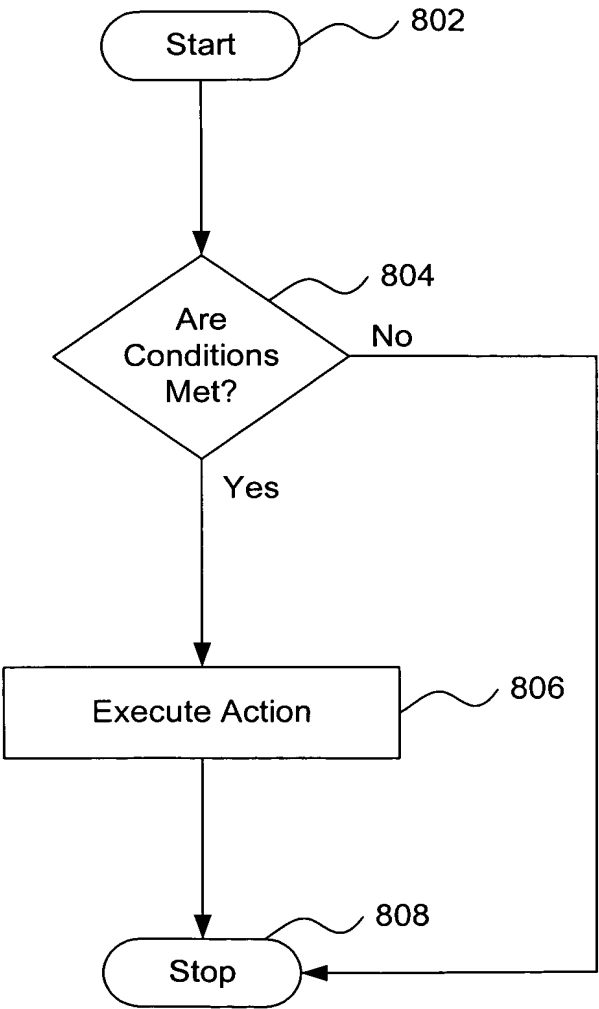 Start
802
804
Are
Conditions
Met?
No
Yes
Execute Action
806
808
Stop